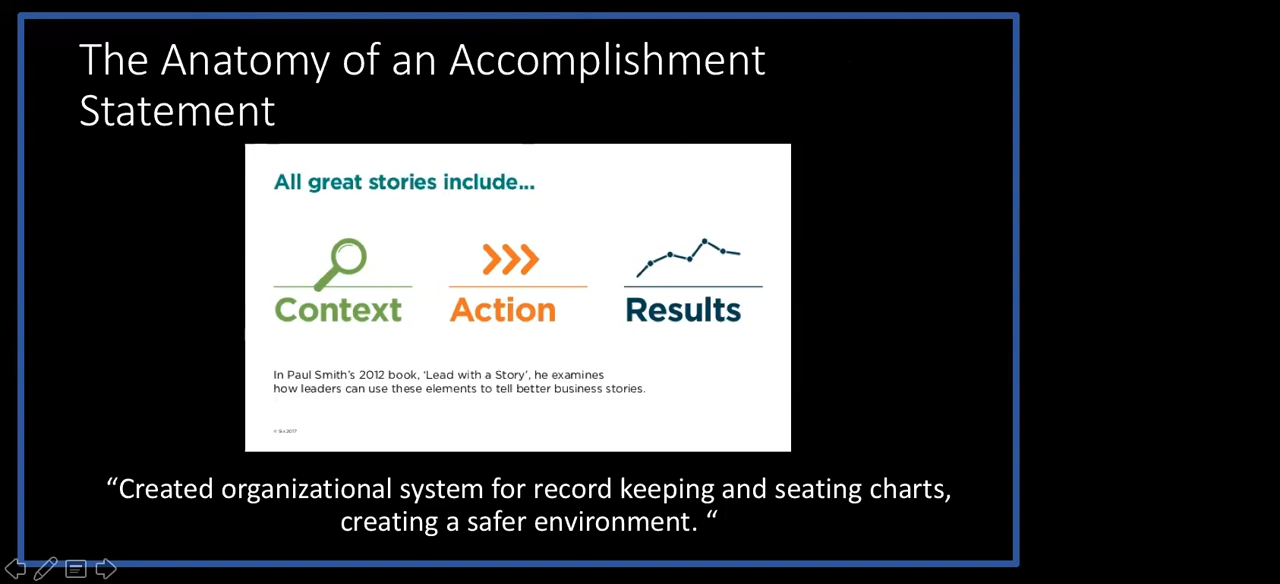 The Anatomy of an Accomplishment
Statement
All great stories include...
Context
Action
Results
In Paul Smith's 2012 book, 'Lead with a Story', he examines
how leaders can use these elements to tell better business stories.
“Created organizational system for record keeping and seating charts,
creating a safer environment. “